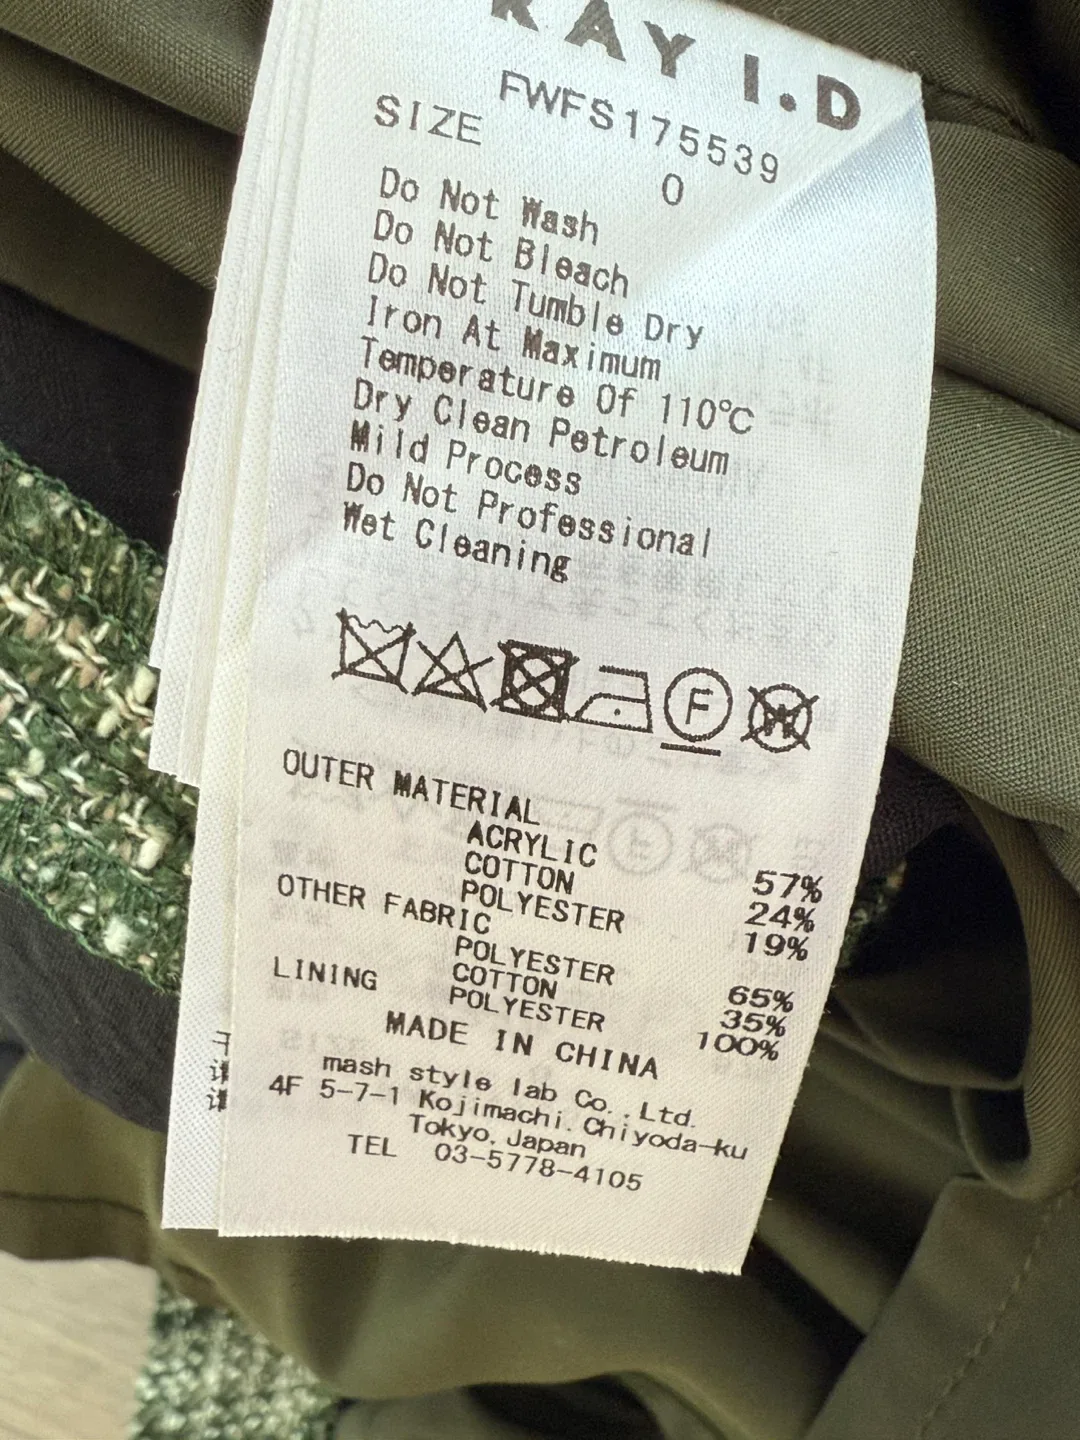 RAY I.D
FWFS175539
SIZE 0
Do Not Wash
Do Not Bleach
Do Not Tumble Dry
Iron At Maximum
Temperature Of 110℃
Dry Clean Petroleum
Mild Process
Do Not Professional
Wet Cleaning
F W
OUTER MATERIAL
ACRYLIC 57%
COTTON 24%
POLYESTER 19%
OTHER FABRIC
POLYESTER 65%
COTTON 35%
LINING POLYESTER 100%
MADE IN CHINA
mash style lab Co.,Ltd.
4F 5-7-1 Kojimachi. Chiyoda-ku
Tokyo, Japan
TEL 03-5778-4105